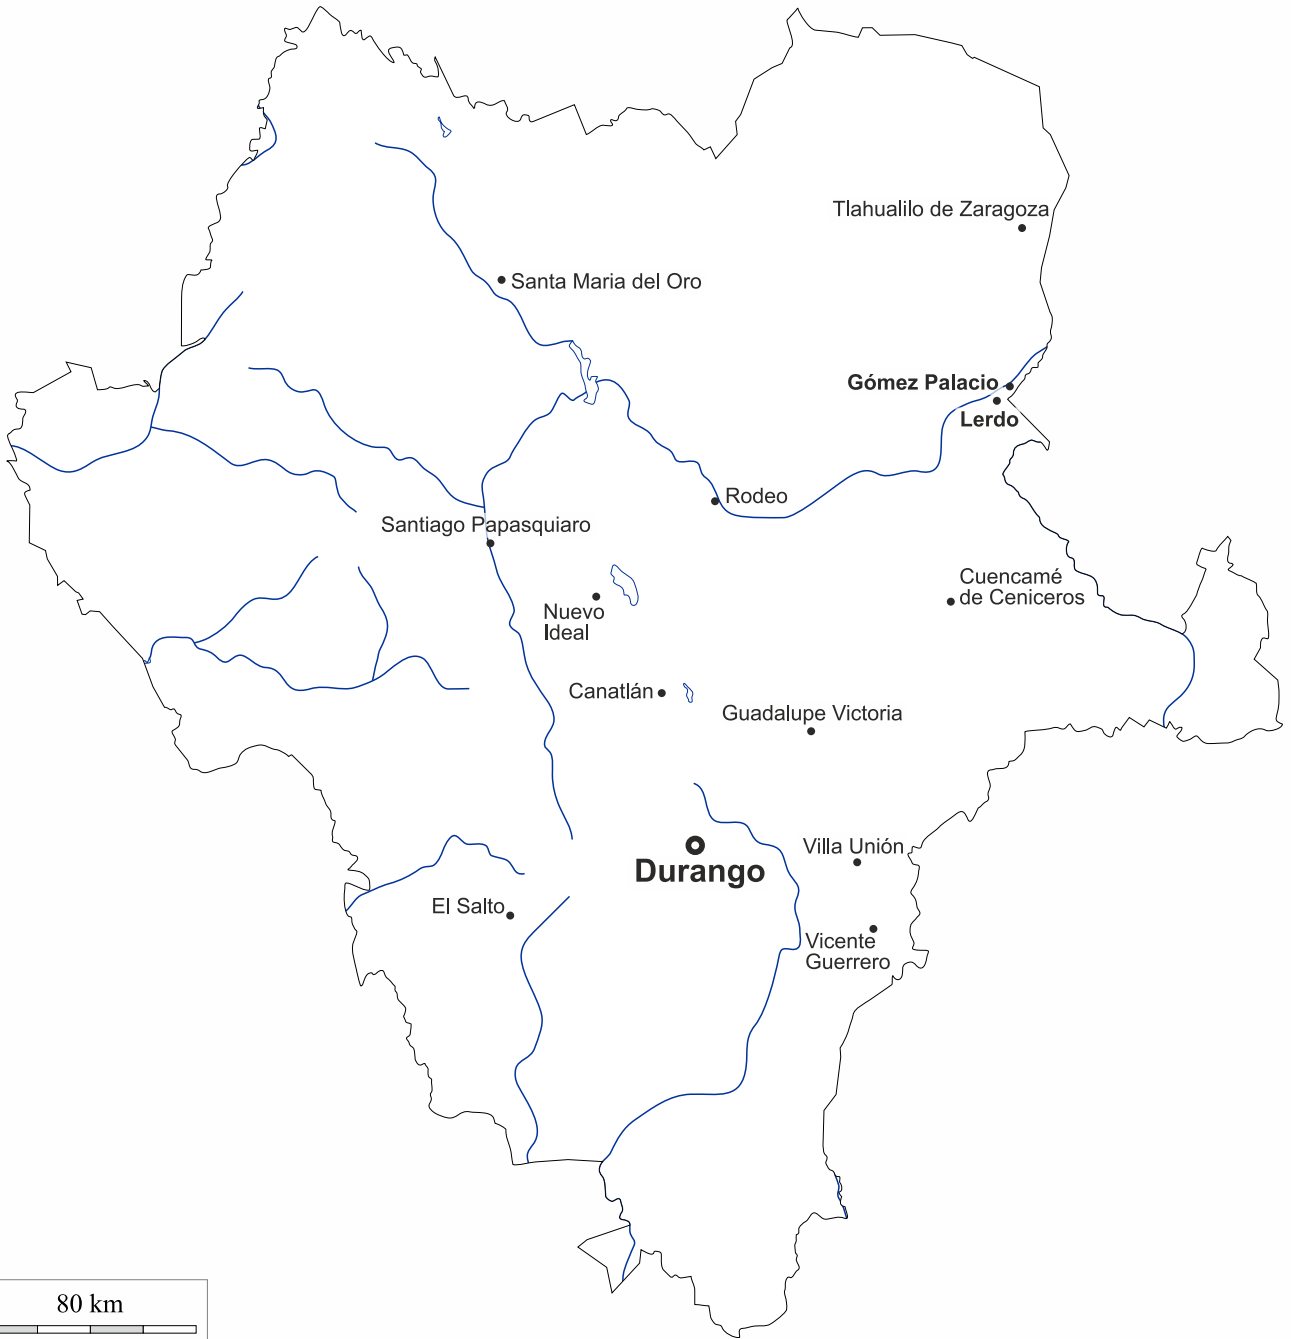 Tlahualilo de Zaragoza
Santa Maria del Oro
Gómez Palacio
Lerdo
Rodeo
Santiago Papasquiaro
Cuencamé
de Ceniceros
Nuevo
Ideal
Canatlán
Guadalupe Victoria
Villa Unión
Durango
El Salto
Vicente
Guerrero
80 km